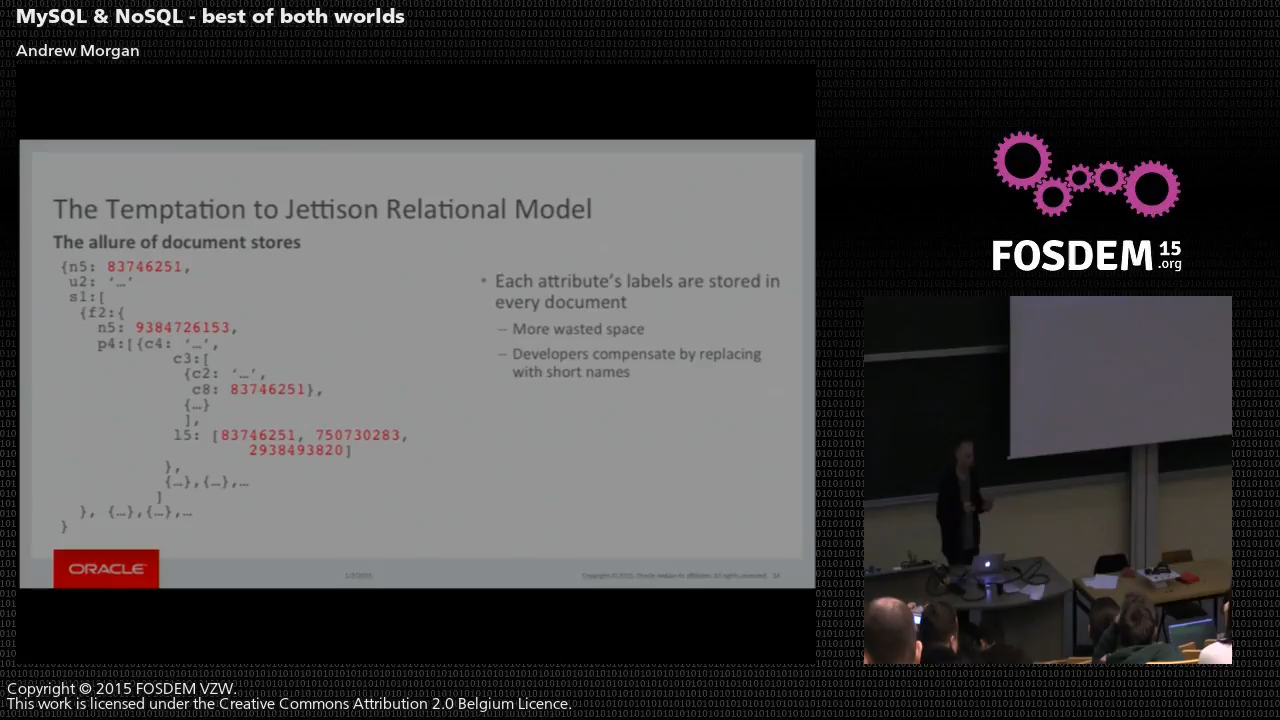 MySQL & NoSQL - best of both worlds
Andrew Morgan
The Temptation to Jettison Relational Model
The allure of document stores
{n5: 83746251,
u2: ‘…’
s1:[
{f2:{
n5: 9384726153,
p4:[{c4: ‘…’,
c3:[
{c2: ‘…’,
c8: 83746251},
{…}
],
l5: [83746251, 750730283,
2938493820]
},
{…},{…},…
]
}, {…},{…},…
}
• Each attribute’s labels are stored in
every document
– More wasted space
– Developers compensate by replacing
with short names
ORACLE
FOSDEM 15
.org
Copyright © 2015 FOSDEM VZW.
This work is licensed under the Creative Commons Attribution 2.0 Belgium Licence.